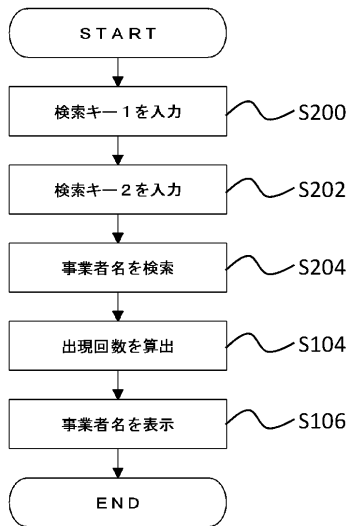 START
検索キー1を入力
S200
検索キー2を入力
S202
事業者名を検索
S204
出現回数を算出
S104
事業者名を表示
S106
END